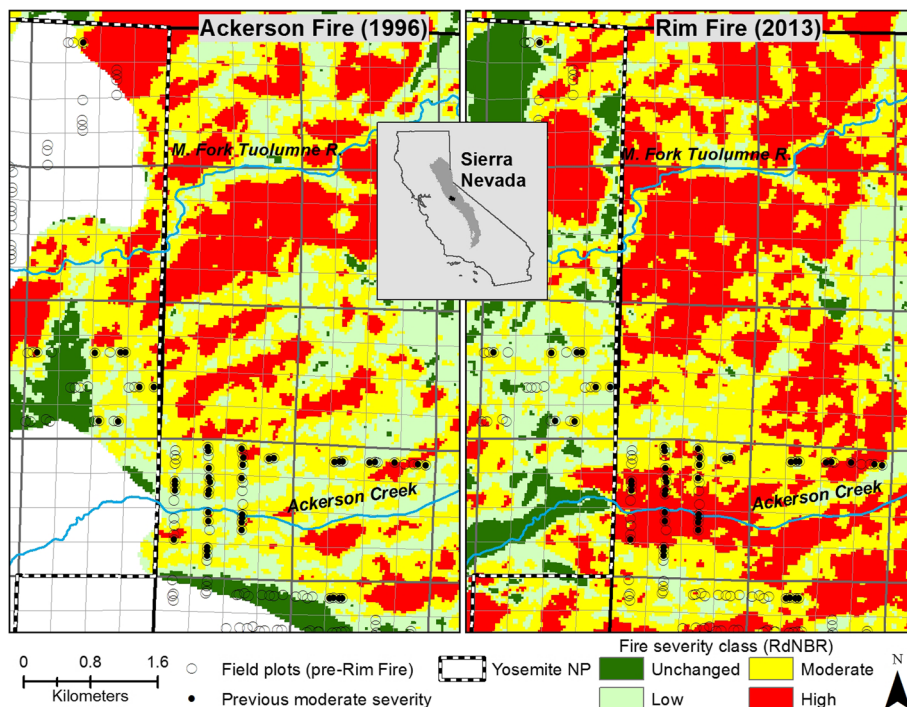 Ackerson Fire (1996)
Rim Fire (2013)
M. Fork Tuolumne R.
M. Fork Tuolumne R.
Sierra
Nevada
Ackerson Creek
Ackerson Creek
0 0.8 1.6
Kilometers
Field plots (pre-Rim Fire)
Previous moderate severity
Yosemite NP
Fire severity class (RdNBR)
Unchanged
Moderate
Low
High
N